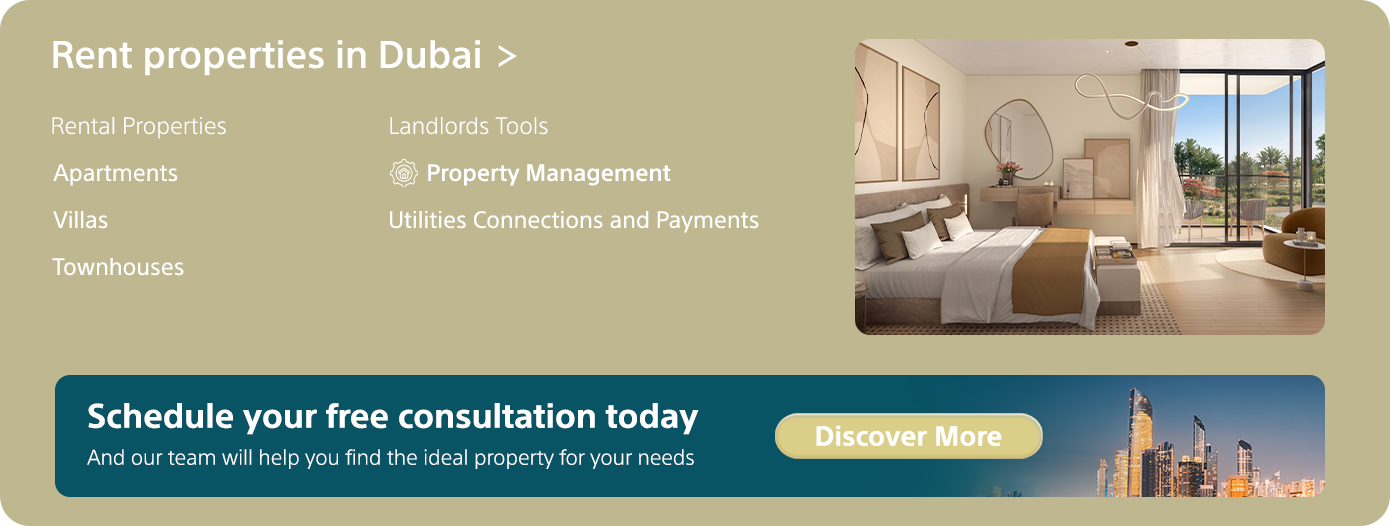 Rent properties in Dubai >
Rental Properties
Apartments
Villas
Townhouses
Landlords Tools
Property Management
Utilities Connections and Payments
Schedule your free consultation today
And our team will help you find the ideal property for your needs
Discover More